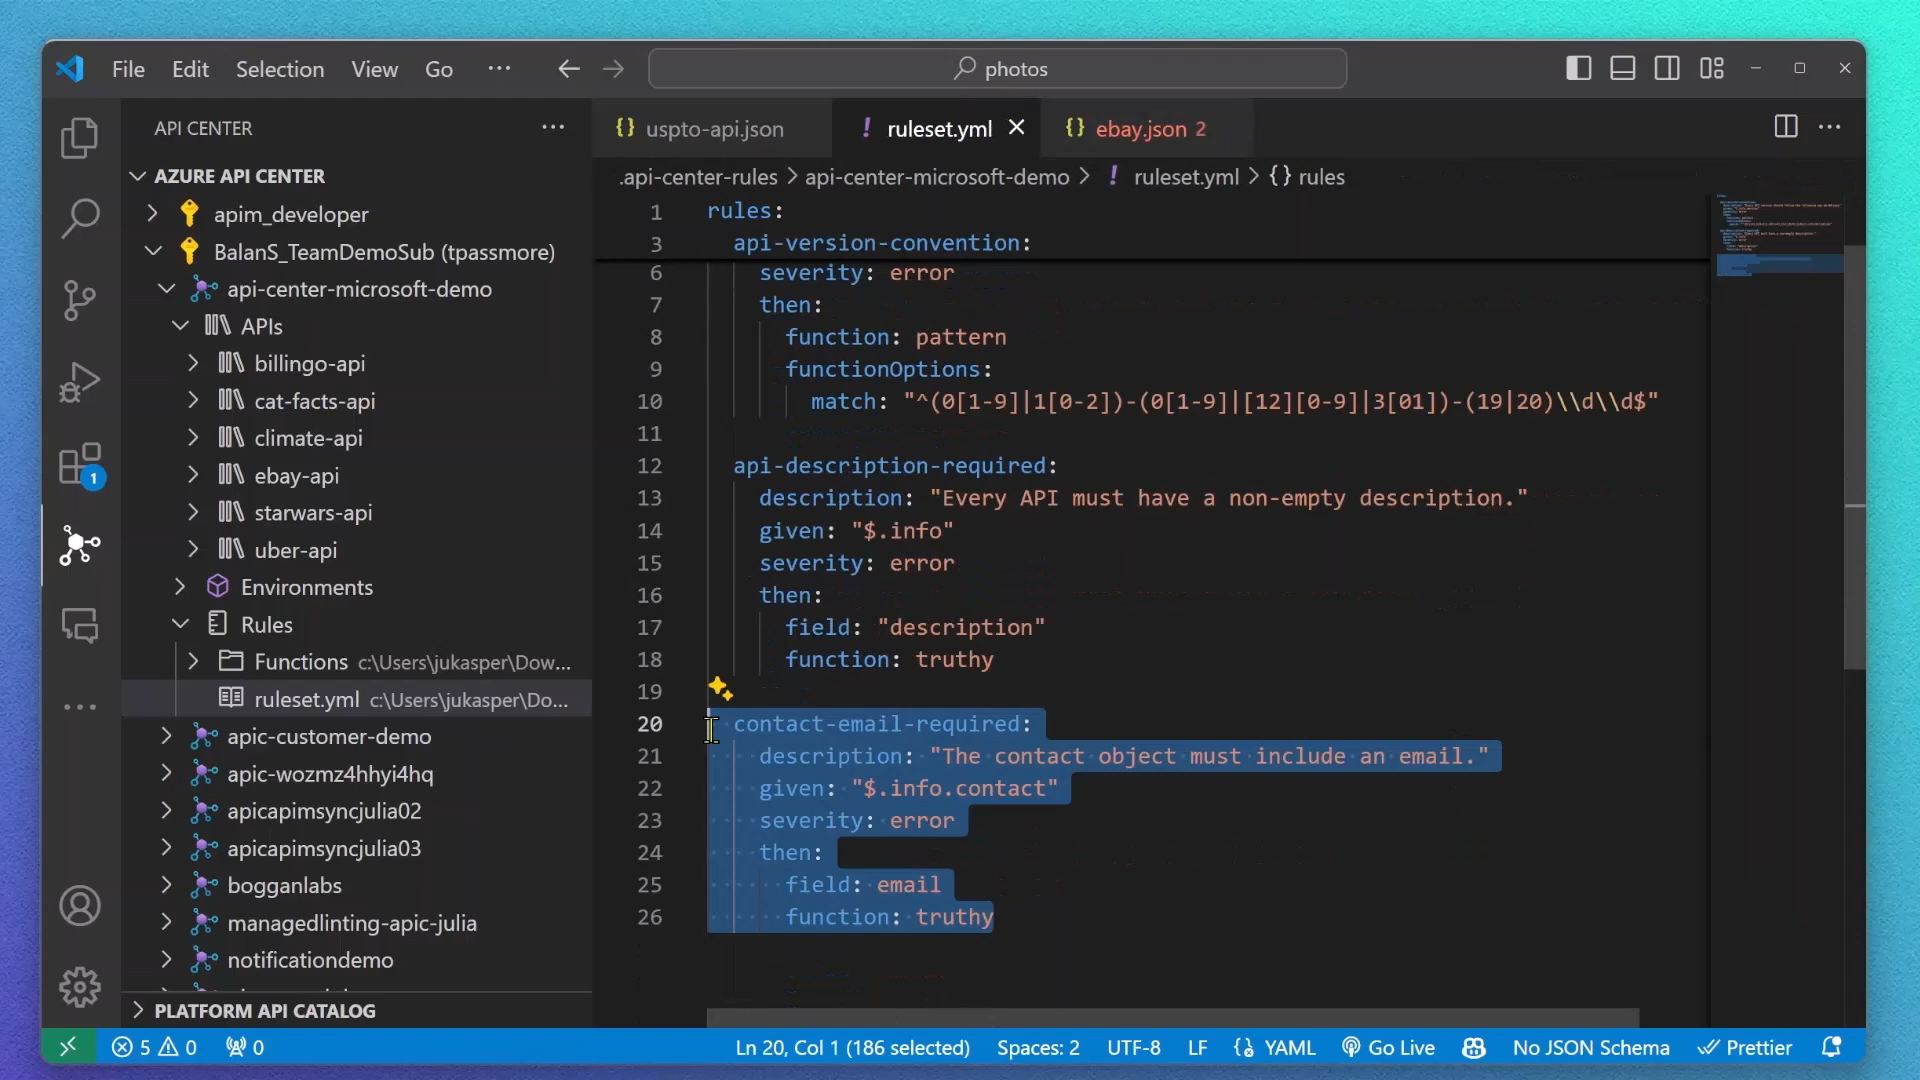 File Edit Selection View Go ··· photos
API CENTER
AZURE API CENTER
apim_developer
BalanS_TeamDemoSub (tpassmore)
api-center-microsoft-demo
APIs
billingo-api
cat-facts-api
climate-api
ebay-api
starwars-api
uber-api
Environments
Rules
Functions c:\Users\jukasper\Dow...
ruleset.yml c:\Users\jukasper\Do...
apic-customer-demo
apic-wozmz4hhyi4hq
apicapimsyncjulia02
apicapimsyncjulia03
bogganlabs
managedlinting-apic-julia
notificationdemo
PLATFORM API CATALOG
1
{} uspto-api.json ! ruleset.yml {} ebay.json 2
.api-center-rules > api-center-microsoft-demo > ! ruleset.yml > {} rules
1 rules:
3 api-version-convention:
6 severity: error
7 then:
8 function: pattern
9 functionOptions:
10 match: "^(0[1-9]|1[0-2])-(0[1-9]|[12][0-9]|3[01])-(19|20)\\d\\d$"
11
12 api-description-required:
13 description: "Every API must have a non-empty description."
14 given: "$.info"
15 severity: error
16 then:
17 field: "description"
18 function: truthy
19
20 contact-email-required:
21 description: "The contact object must include an email."
22 given: "$.info.contact"
23 severity: error
24 then:
25 field: email
26 function: truthy
5 0 0 Ln 20, Col 1 (186 selected) Spaces: 2 UTF-8 LF YAML Go Live No JSON Schema Prettier